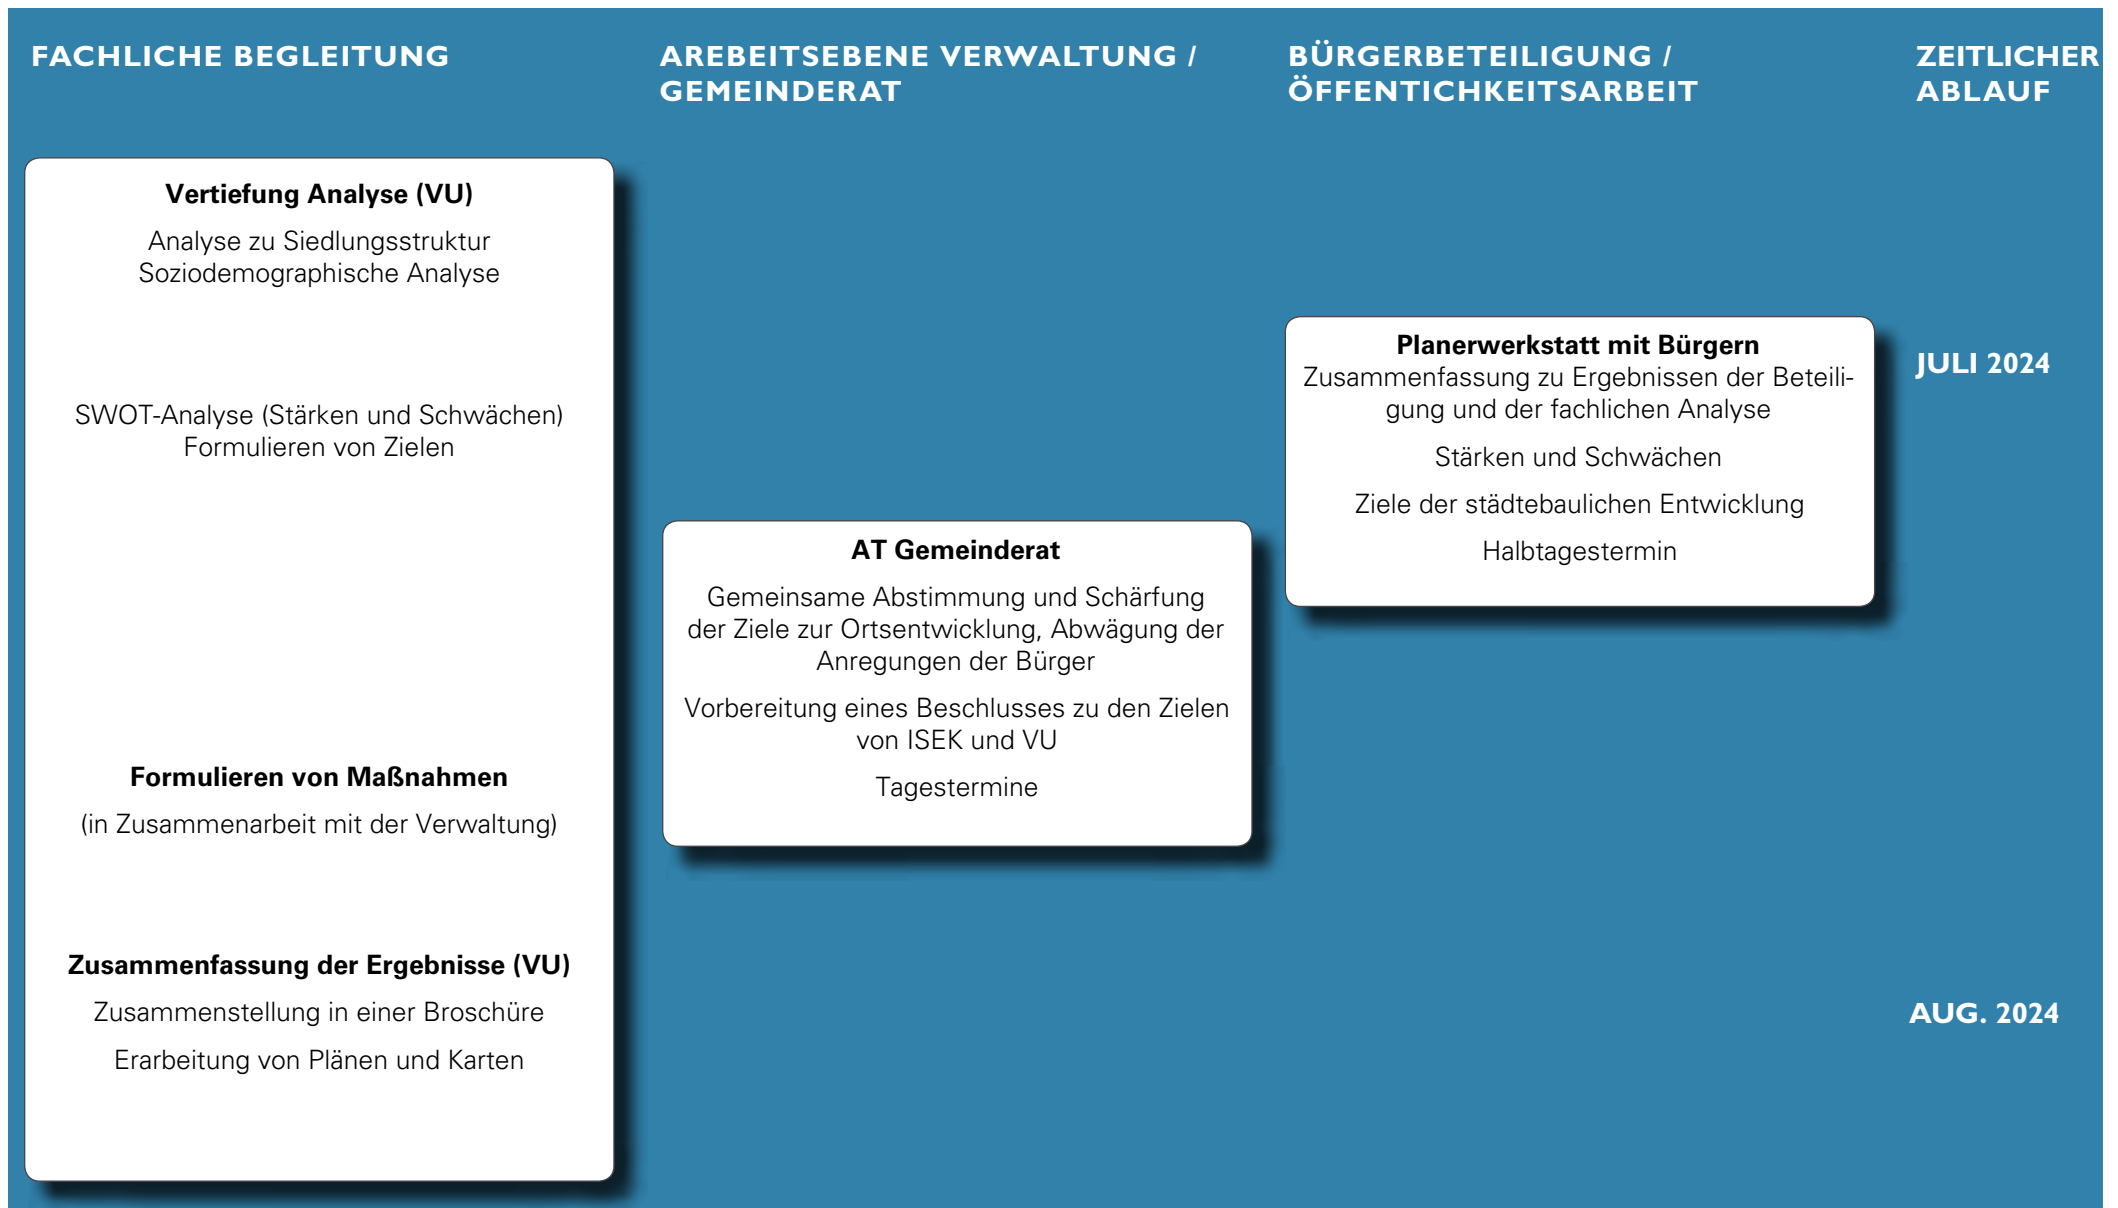 FACHLICHE BEGLEITUNG
AREBEITSEBENE VERWALTUNG /
GEMEINDERAT
BÜRGERBETEILIGUNG /
ÖFFENTICHKEITSARBEIT
ZEITLICHER
ABLAUF
Vertiefung Analyse (VU)
Analyse zu Siedlungsstruktur
Soziodemographische Analyse
SWOT-Analyse (Stärken und Schwächen)
Formulieren von Zielen
Formulieren von Maßnahmen
(in Zusammenarbeit mit der Verwaltung)
Zusammenfassung der Ergebnisse (VU)
Zusammenstellung in einer Broschüre
Erarbeitung von Plänen und Karten
AT Gemeinderat
Gemeinsame Abstimmung und Schärfung
der Ziele zur Ortsentwicklung, Abwägung der
Anregungen der Bürger
Vorbereitung eines Beschlusses zu den Zielen
von ISEK und VU
Tagestermine
Planerwerkstatt mit Bürgern
Zusammenfassung zu Ergebnissen der Beteili-
gung und der fachlichen Analyse
Stärken und Schwächen
Ziele der städtebaulichen Entwicklung
Halbtagestermin
JULI 2024
AUG. 2024